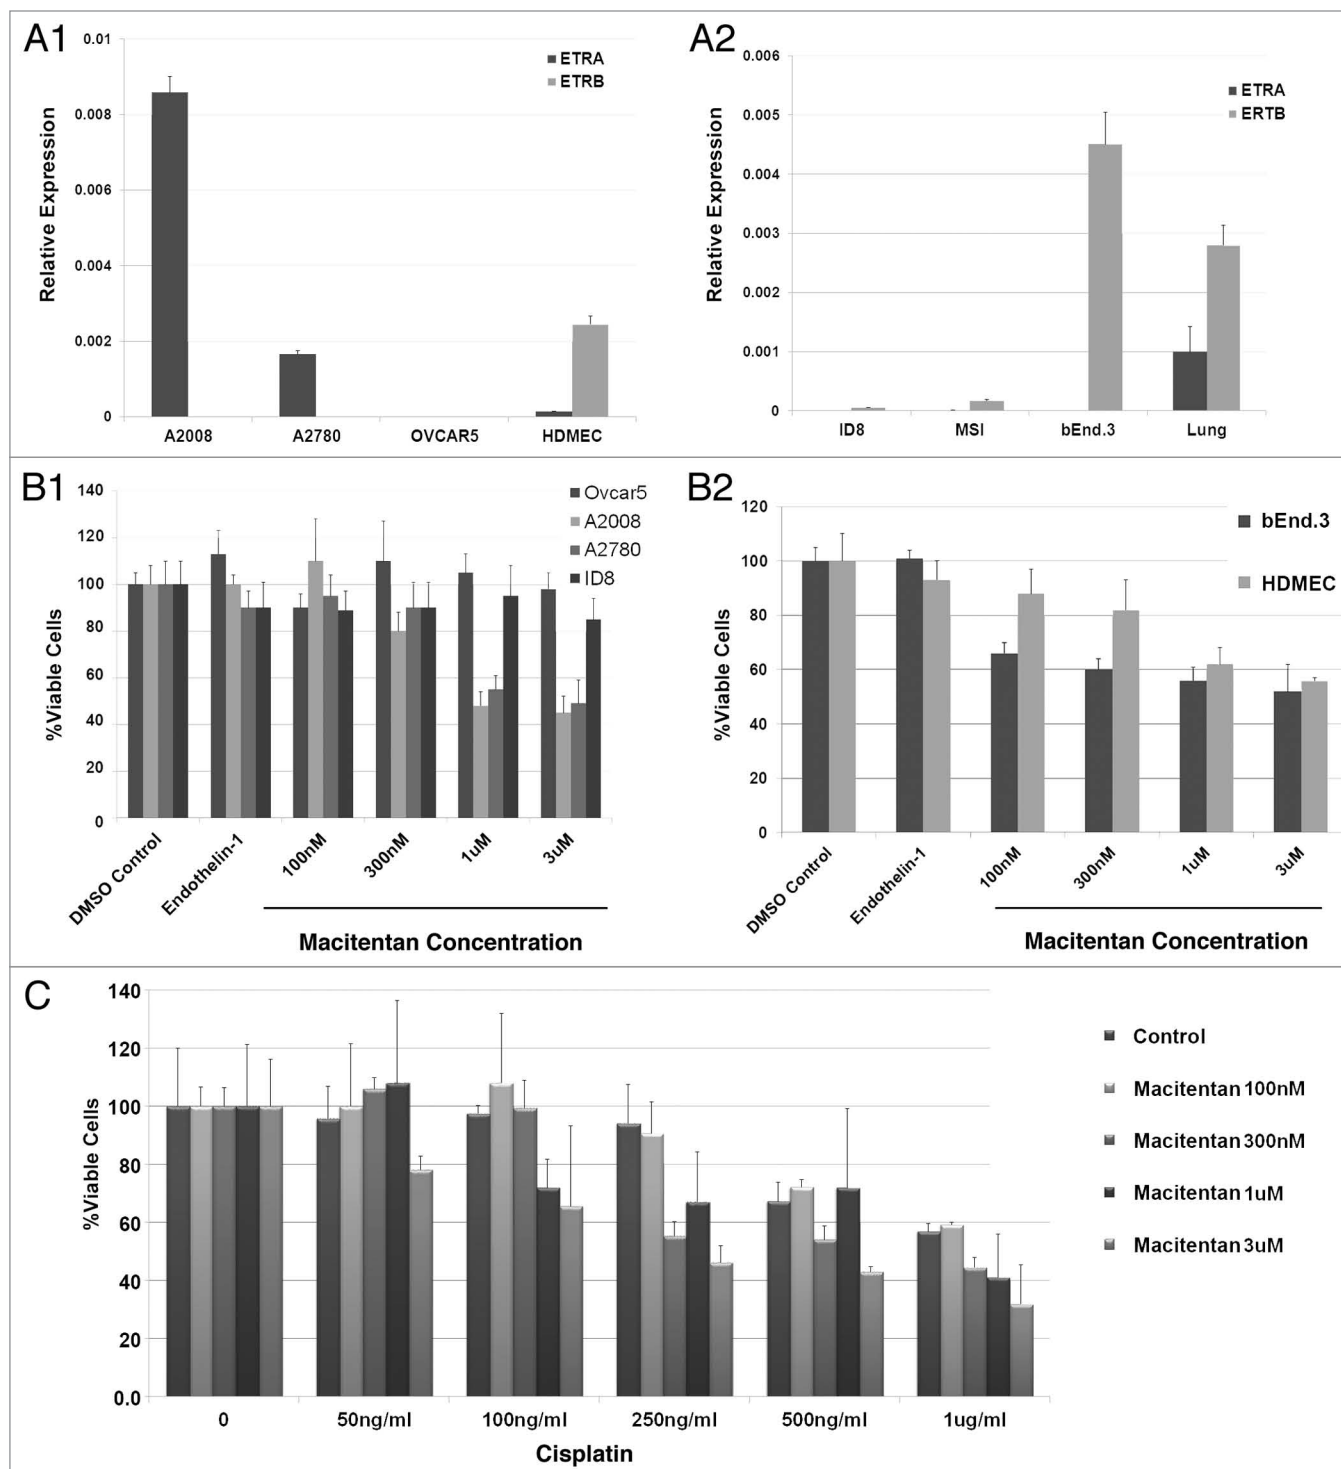 A1
0.01
0.008
0.006
0.004
0.002
0
Relative Expression
ETRA
ETRB
A2008 A2780 OVCAR5 HDMEC
A2
0.006
0.005
0.004
0.003
0.002
0.001
0
Relative Expression
ETRA
ERTB
ID8 MSI bEnd.3 Lung
B1
140
120
100
80
60
40
20
0
%Viable Cells
Ovcar5
A2008
A2780
ID8
DMSO Control
Endothelin-1
100nM
300nM
1uM
3uM
Macitentan Concentration
B2
120
100
80
60
40
20
0
%Viable Cells
bEnd.3
HDMEC
DMSO Control
Endothelin-1
100nM
300nM
1uM
3uM
Macitentan Concentration
C
140
120
100
80
60
40
20
0.0
%Viable Cells
Control
Macitentan 100nM
Macitentan 300nM
Macitentan 1uM
Macitentan 3uM
0 50ng/ml 100ng/ml 250ng/ml 500ng/ml 1ug/ml
Cisplatin